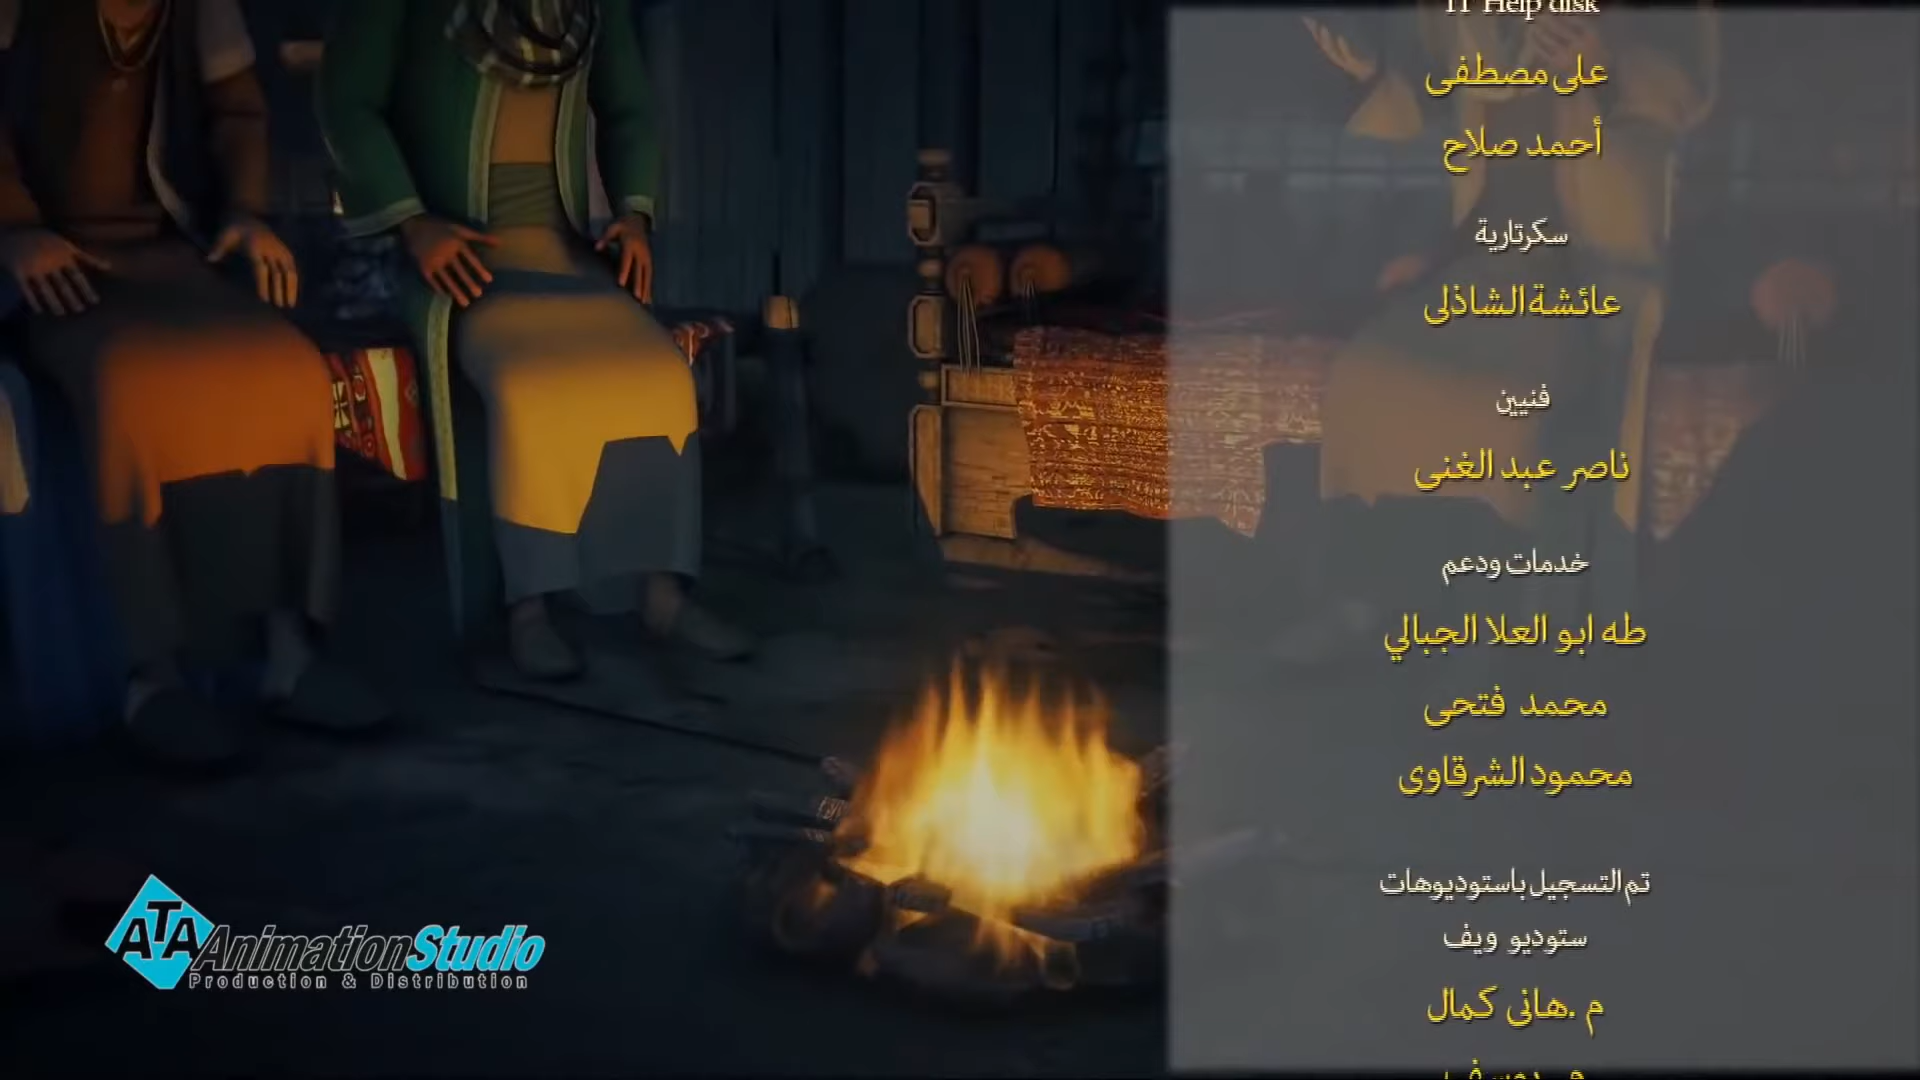 IT Help disk
على مصطفى
أحمد صلاح
سكرتارية
عائشة الشاذلى
فنيين
ناصر عبد الغنى
خدمات ودعم
طه ابو العلا الجبالي
محمد فتحى
محمود الشرقاوى
تم التسجيل باستوديوهات
ستوديو ويف
م .هانى كمال
ATA AnimationStudio
Production & Distribution